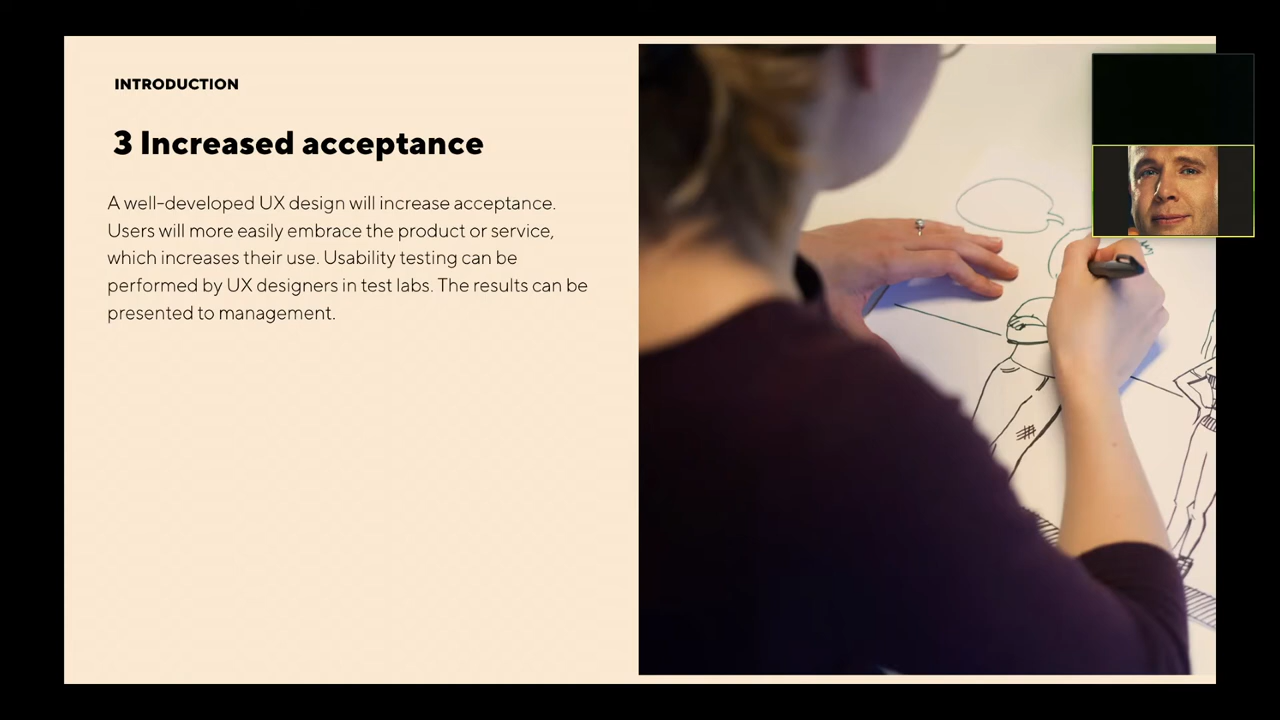 INTRODUCTION
3 Increased acceptance
A well-developed UX design will increase acceptance.
Users will more easily embrace the product or service,
which increases their use. Usability testing can be
performed by UX designers in test labs. The results can be
presented to management.